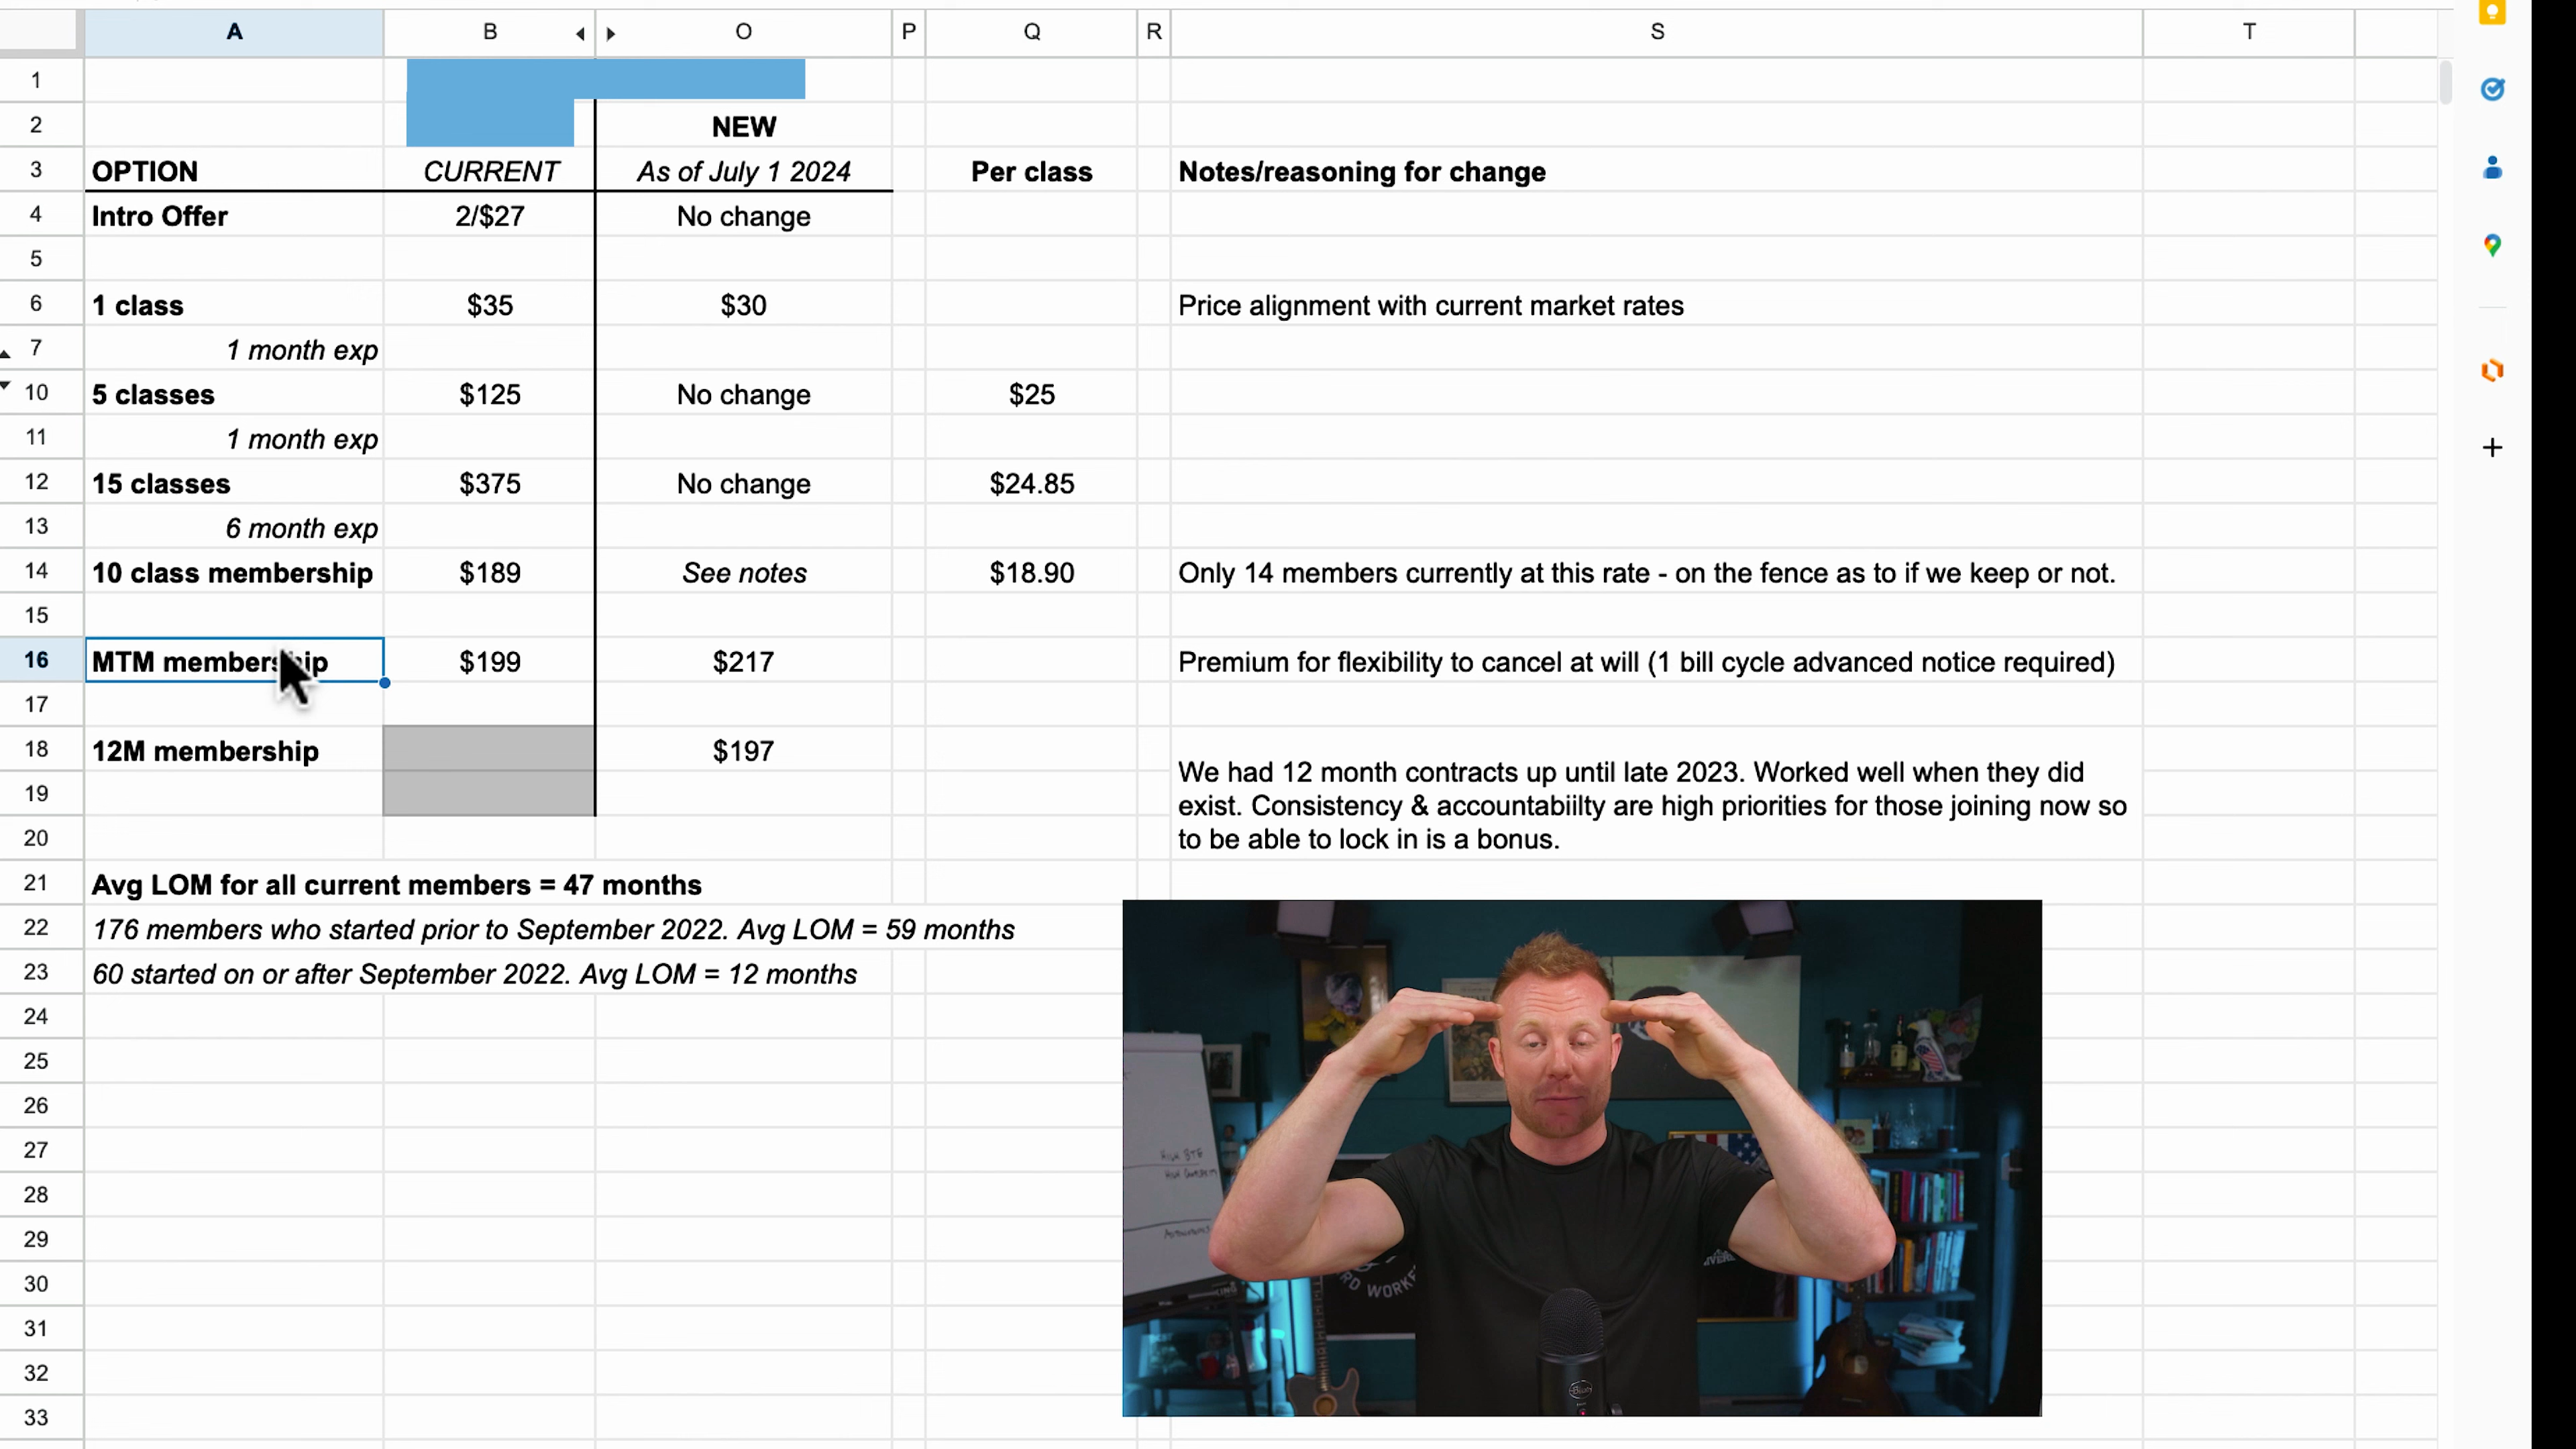 A B O P Q R S T
1
2 NEW
3 OPTION CURRENT As of July 1 2024 Per class Notes/reasoning for change
4 Intro Offer 2/$27 No change
5
6 1 class $35 $30 Price alignment with current market rates
7 1 month exp
10 5 classes $125 No change $25
11 1 month exp
12 15 classes $375 No change $24.85
13 6 month exp
14 10 class membership $189 See notes $18.90 Only 14 members currently at this rate - on the fence as to if we keep or not.
15
16 MTM membership $199 $217 Premium for flexibility to cancel at will (1 bill cycle advanced notice required)
17
18 12M membership $197
We had 12 month contracts up until late 2023. Worked well when they did
19
exist. Consistency & accountabiilty are high priorities for those joining now so
20
to be able to lock in is a bonus.
21 Avg LOM for all current members = 47 months
22 176 members who started prior to September 2022. Avg LOM = 59 months
23 60 started on or after September 2022. Avg LOM = 12 months
24
25
26
27
28
29
30
31
32
33
RD WORKE
Blue